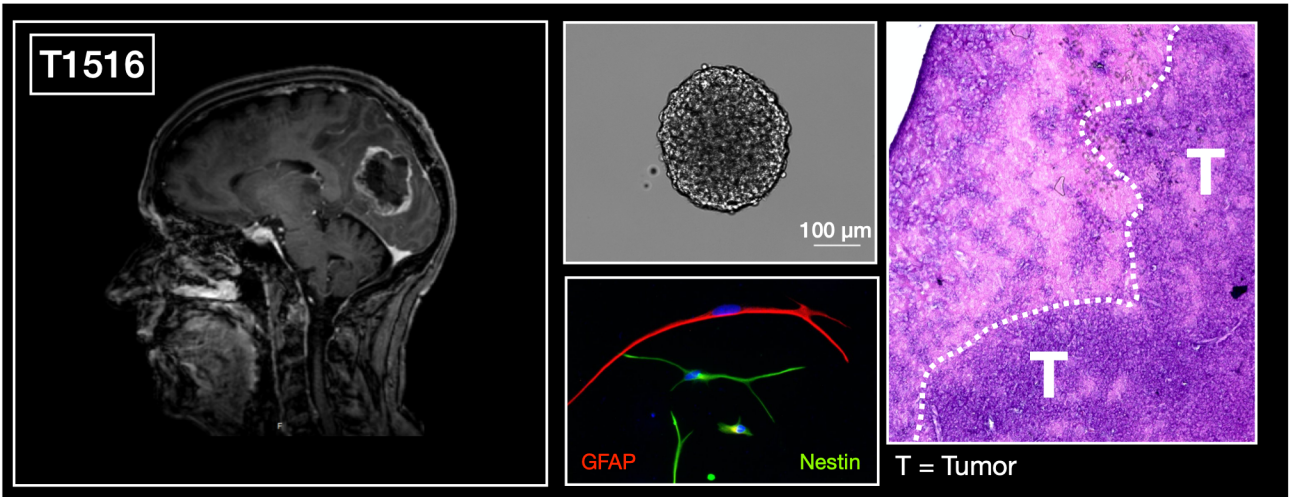 T1516
F
100 µm
GFAP
Nestin
T
T
T = Tumor